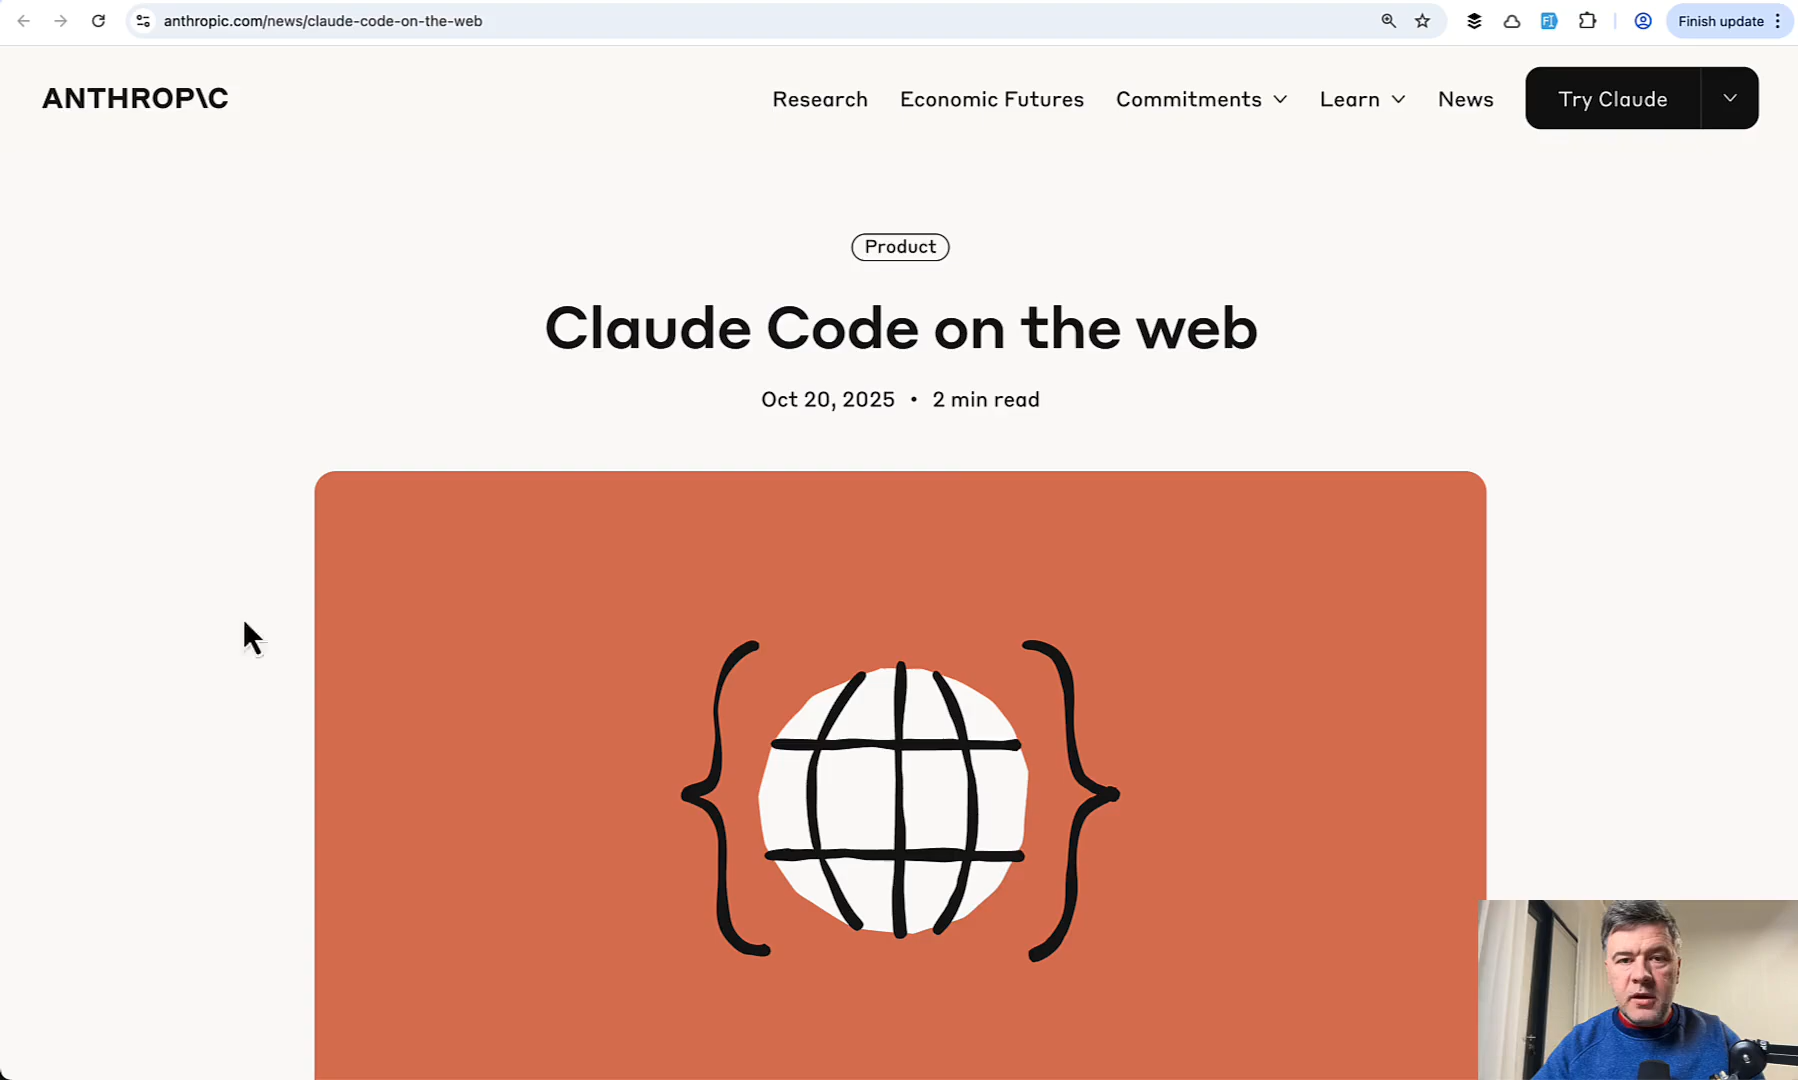 anthropic.com/news/claude-code-on-the-web
Finish update
ANTHROP\C
Research
Economic Futures
Commitments
Learn
News
Try Claude
Product
Claude Code on the web
Oct 20, 2025 • 2 min read